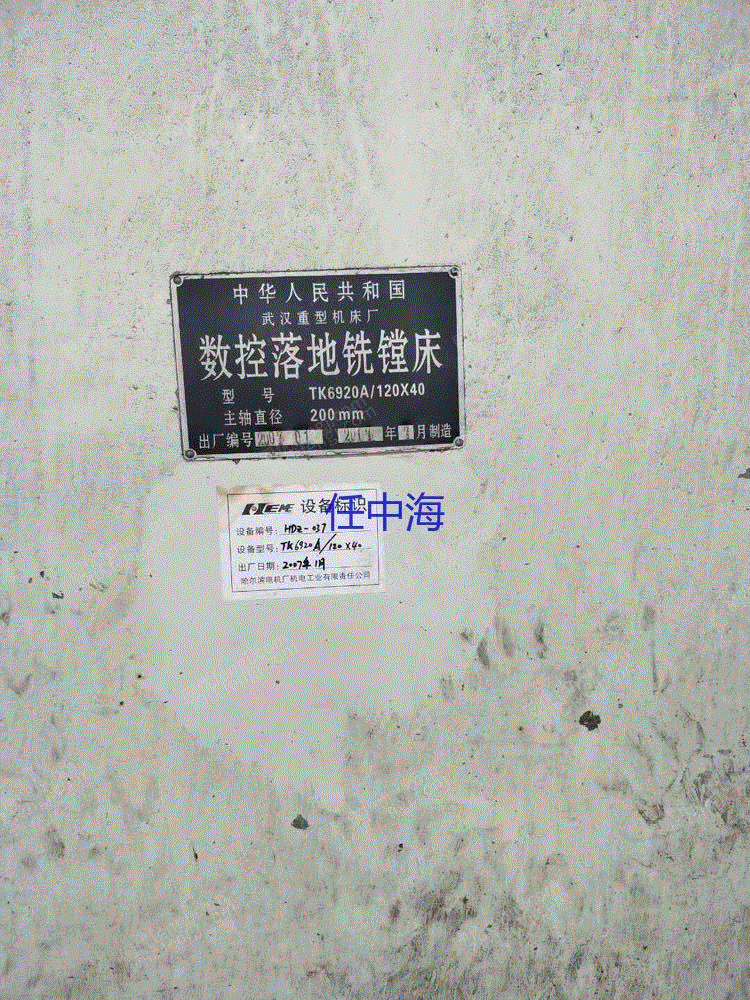 中华人民共和国
武汉重型机床厂
数控落地铣镗床
型号 TK6920A/120X40
主轴直径 200mm
出厂编号 年 月制造
HEME 设备标识
任中海
设备编号: HDZ-037
设备型号: TK6920A/120×40
出厂日期: 2007年1月
哈尔滨电机厂机电工业有限责任公司